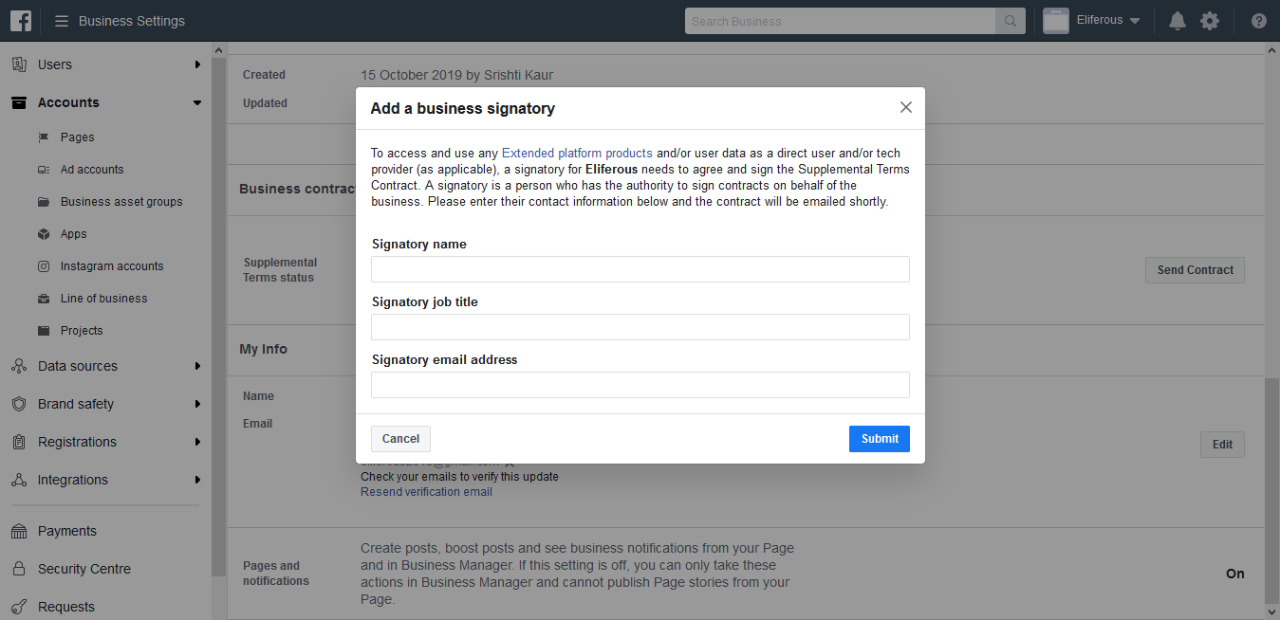 Business Settings
Search Business
Eliferous
Users
Accounts
Pages
Ad accounts
Business asset groups
Apps
Instagram accounts
Line of business
Projects
Data sources
Brand safety
Registrations
Integrations
Payments
Security Centre
Requests
Created
15 October 2019 by Srishti Kaur
Updated
Business contrac
Supplemental
Terms status
Send Contract
My Info
Name
Email
Edit
Check your emails to verify this update
Resend verification email
Pages and
notifications
Create posts, boost posts and see business notifications from your Page
and in Business Manager. If this setting is off, you can only take these
actions in Business Manager and cannot publish Page stories from your
Page.
On
Add a business signatory
To access and use any Extended platform products and/or user data as a direct user and/or tech
provider (as applicable), a signatory for Eliferous needs to agree and sign the Supplemental Terms
Contract. A signatory is a person who has the authority to sign contracts on behalf of the
business. Please enter their contact information below and the contract will be emailed shortly.
Signatory name
Signatory job title
Signatory email address
Cancel
Submit